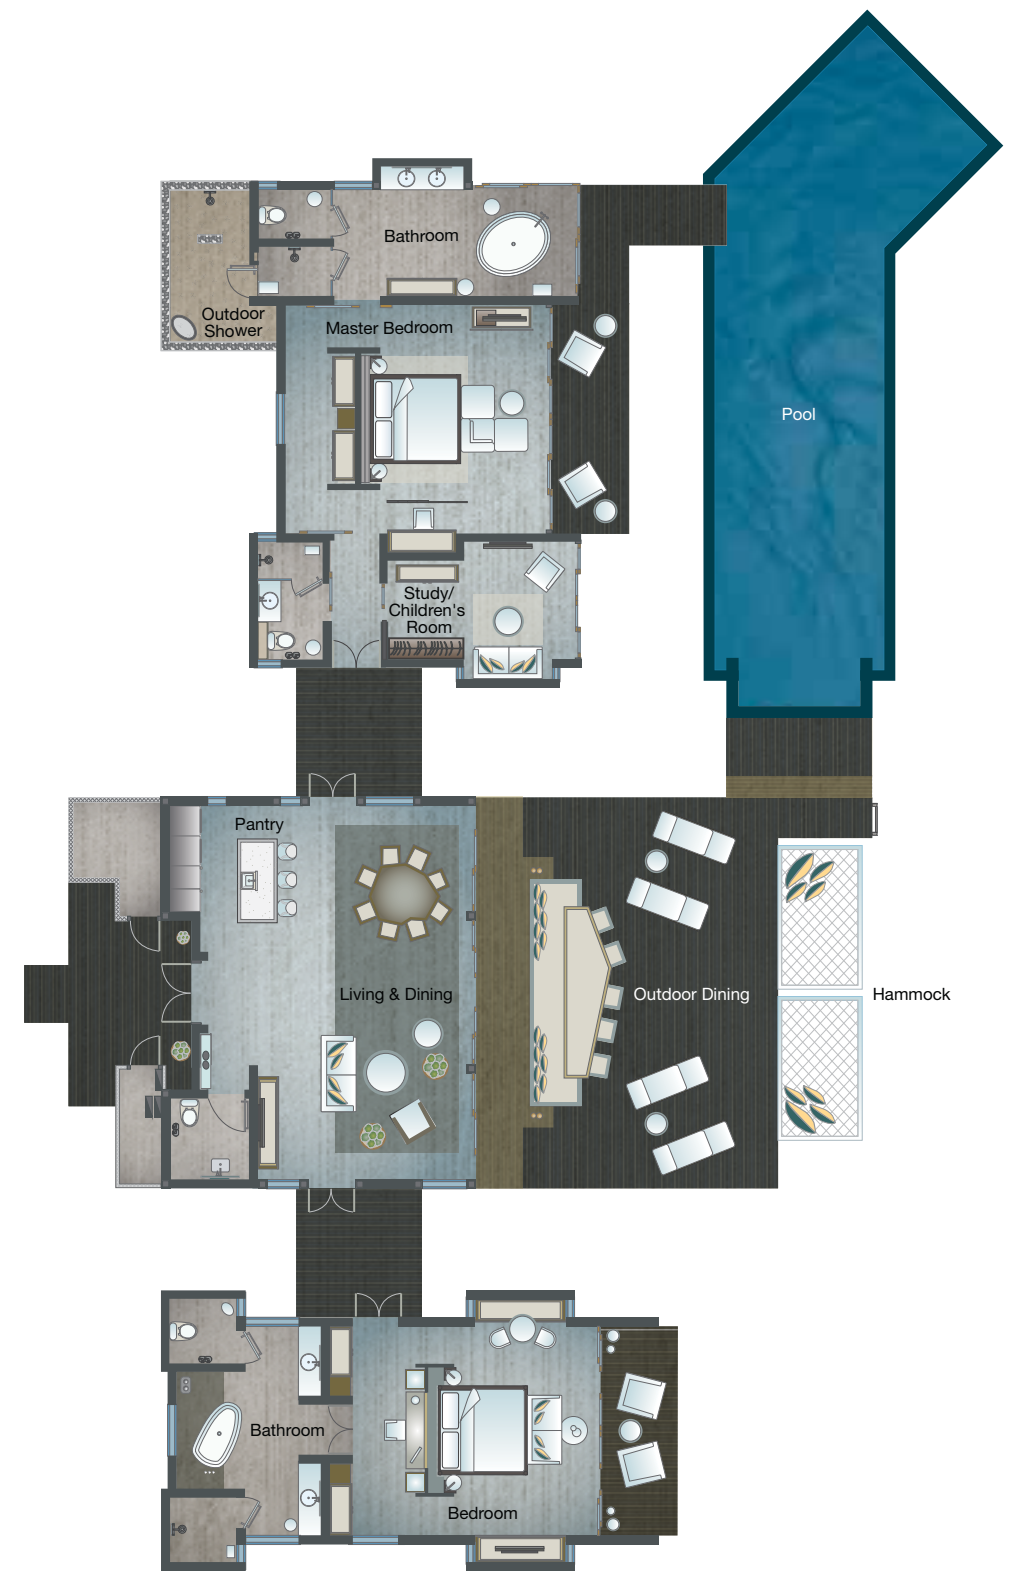 Bathroom
Outdoor
Shower
Master Bedroom
Pool
Study/
Children's
Room
Pantry
Living & Dining
Outdoor Dining
Hammock
Bathroom
Bedroom